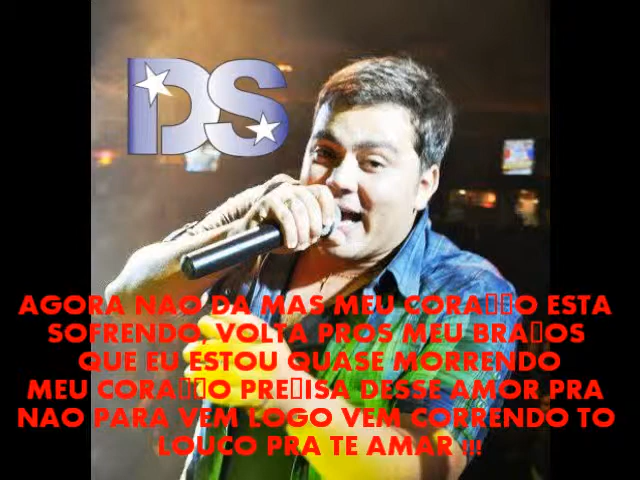 DS
AGORA NAO DA MAS MEU CORA▯▯O ESTA
SOFRENDO, VOLTA PROS MEU BRA▯OS
QUE EU ESTOU QUASE MORRENDO
MEU CORA▯▯O PRE▯ISA DESSE AMOR PRA
NAO PARA VEM LOGO VEM CORRENDO TO
LOUCO PRA TE AMAR !!!